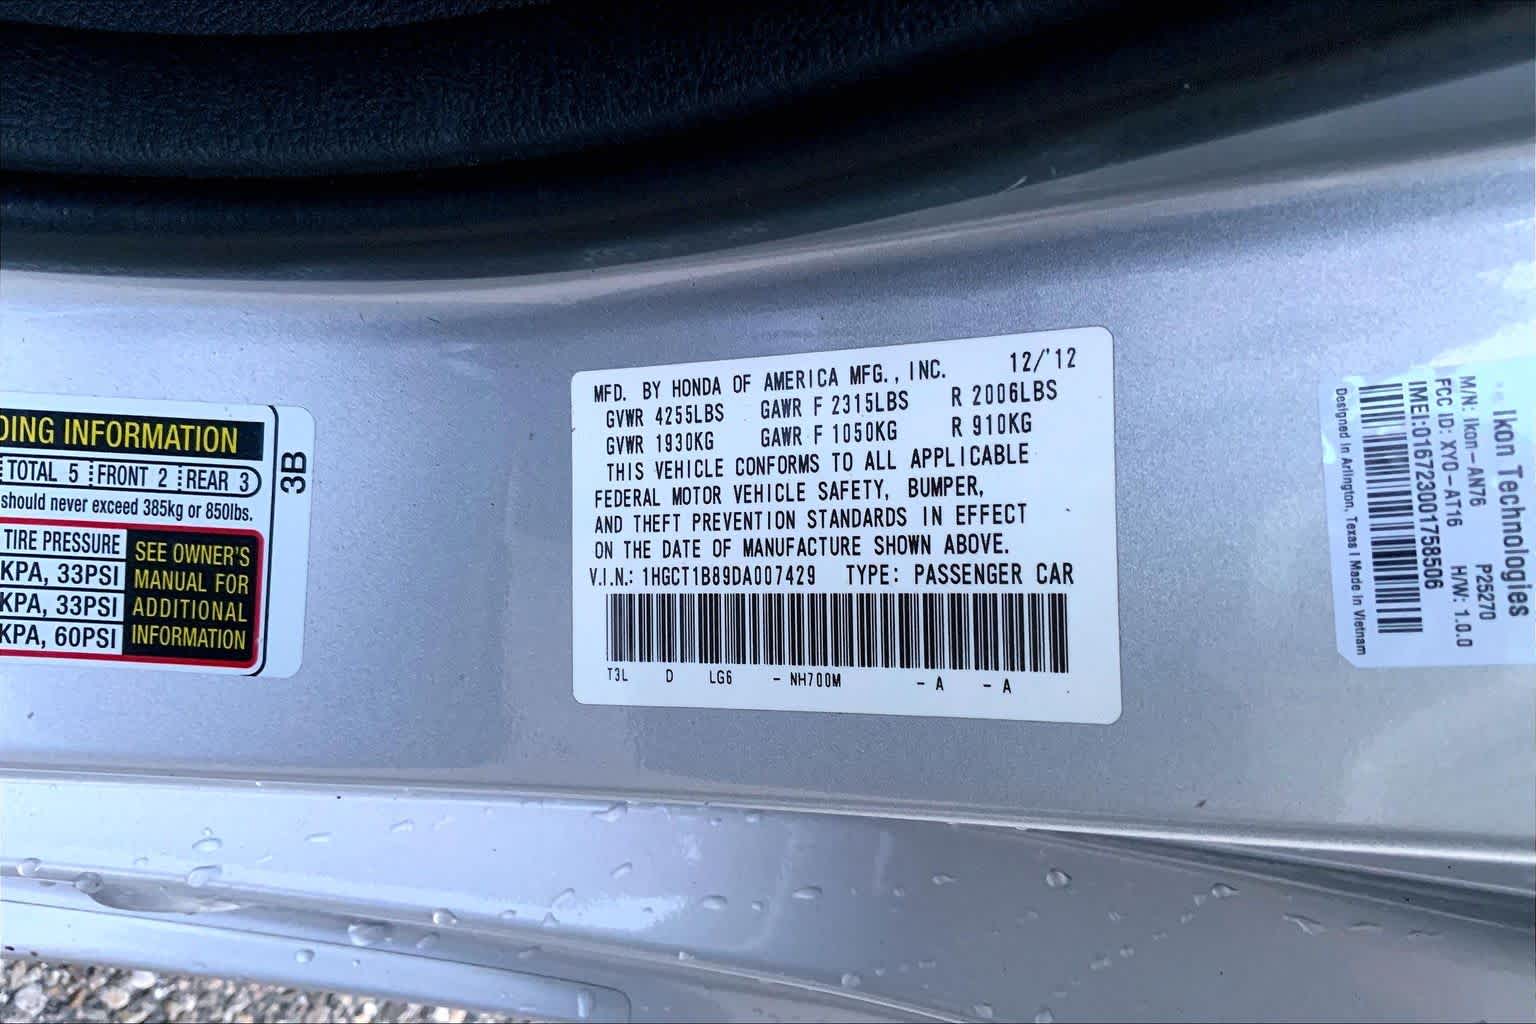 DING INFORMATION
TOTAL 5 FRONT 2 REAR 3
should never exceed 385kg or 850lbs.
TIRE PRESSURE
KPA, 33PSI
KPA, 33PSI
KPA, 60PSI
SEE OWNER'S
MANUAL FOR
ADDITIONAL
INFORMATION
3B
MFD. BY HONDA OF AMERICA MFG., INC. 12/'12
GVWR 4255LBS GAWR F 2315LBS R 2006LBS
GVWR 1930KG GAWR F 1050KG R 910KG
THIS VEHICLE CONFORMS TO ALL APPLICABLE
FEDERAL MOTOR VEHICLE SAFETY, BUMPER,
AND THEFT PREVENTION STANDARDS IN EFFECT
ON THE DATE OF MANUFACTURE SHOWN ABOVE.
V.I.N.: 1HGCT1B89DA007429 TYPE: PASSENGER CAR
T3L D LG6 - NH700M - A - A
Ikon Technologies
M/N: Ikon-AN76 P25270
FCC ID: XYO-AT16 H/W: 1.0.0
IMEI:016723001758506
Designed in Arlington, Texas | Made in Vietnam